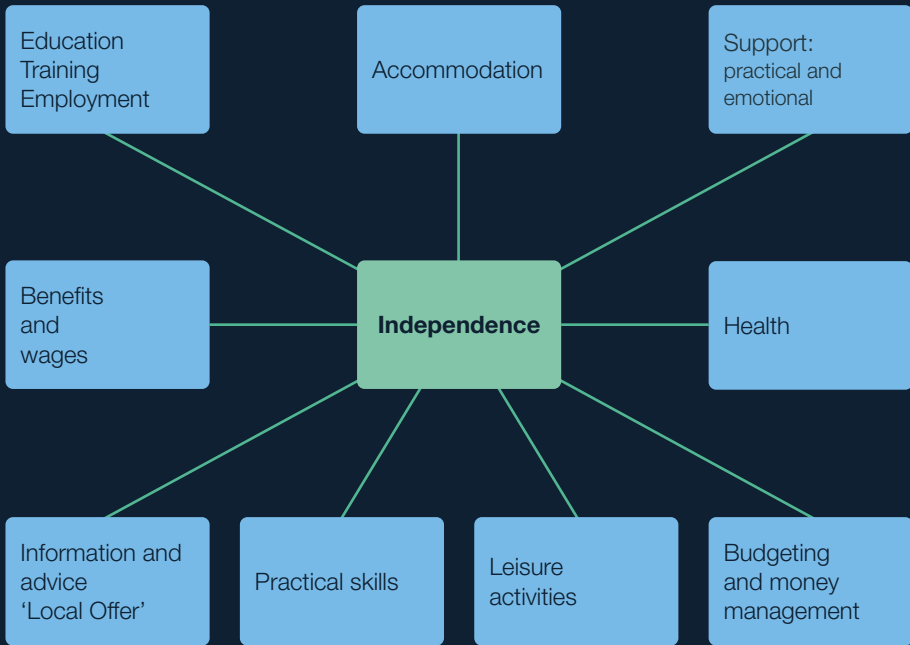 Education
Training
Employment
Accommodation
Support:
practical and
emotional
Benefits
and
wages
Independence
Health
Information and
advice
‘Local Offer’
Practical skills
Leisure
activities
Budgeting
and money
management